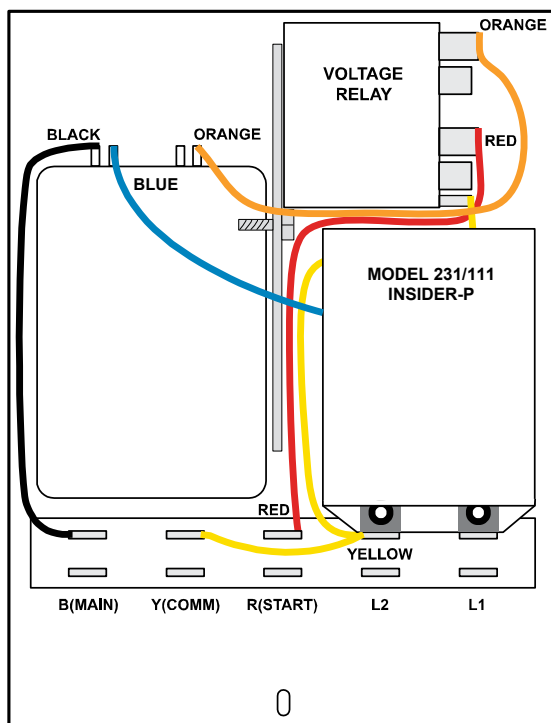 ORANGE
VOLTAGE
RELAY
BLACK
ORANGE
RED
BLUE
MODEL 231/111
INSIDER-P
RED
YELLOW
B(MAIN)
Y(COMM)
R(START)
L2
L1